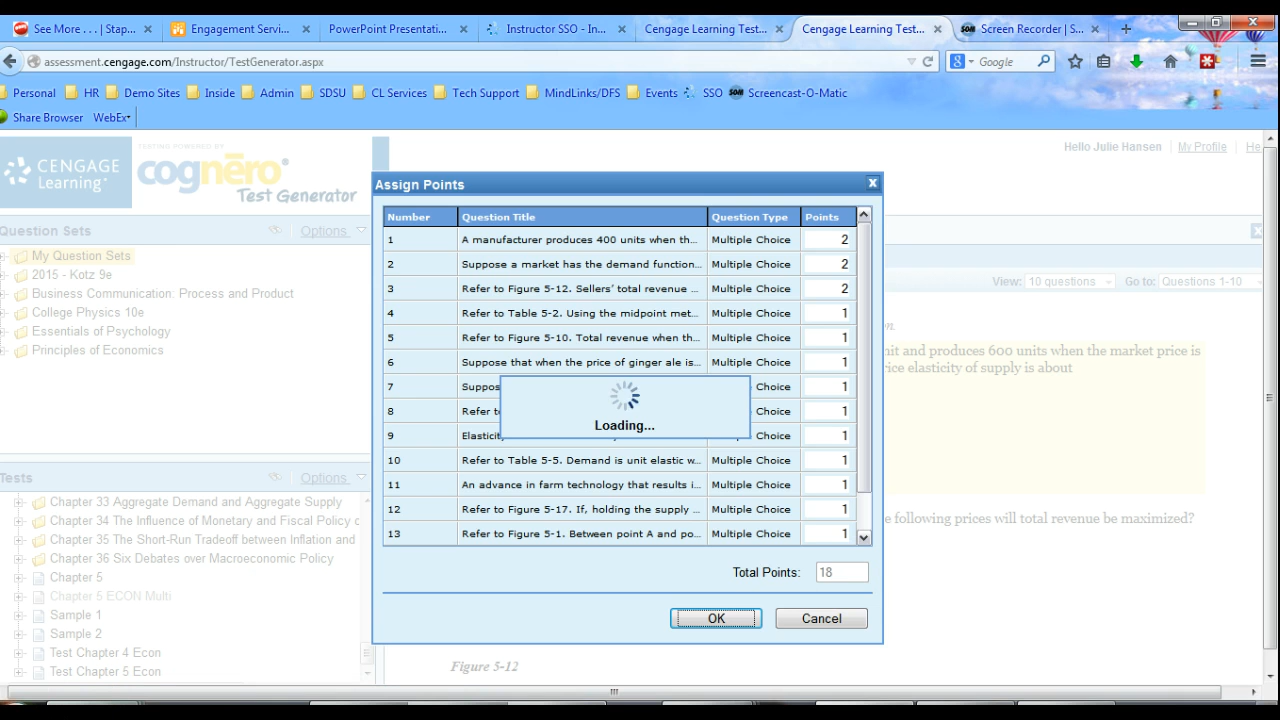 See More . . . | Stap...
Engagement Servi...
PowerPoint Presentati...
Instructor SSO - In...
Cengage Learning Test...
Cengage Learning Test...
Screen Recorder | S...
assessment.cengage.com/Instructor/TestGenerator.aspx
Google
Personal HR Demo Sites Inside Admin SDSU CL Services Tech Support MindLinks/DFS Events SSO Screencast-O-Matic
Share Browser WebEx
CENGAGE
Learning
TESTING POWERED BY
cognēro
Test Generator
Hello Julie Hansen My Profile He
Question Sets Options
My Question Sets
2015 - Kotz 9e
Business Communication: Process and Product
College Physics 10e
Essentials of Psychology
Principles of Economics
Tests Options
Chapter 33 Aggregate Demand and Aggregate Supply
Chapter 34 The Influence of Monetary and Fiscal Policy c
Chapter 35 The Short-Run Tradeoff between Inflation and
Chapter 36 Six Debates over Macroeconomic Policy
Chapter 5
Chapter 5 ECON Multi
Sample 1
Sample 2
Test Chapter 4 Econ
Test Chapter 5 Econ
Assign Points
Number Question Title Question Type Points
1 A manufacturer produces 400 units when th... Multiple Choice 2
2 Suppose a market has the demand function... Multiple Choice 2
3 Refer to Figure 5-12. Sellers' total revenue ... Multiple Choice 2
4 Refer to Table 5-2. Using the midpoint met... Multiple Choice 1
5 Refer to Figure 5-10. Total revenue when th... Multiple Choice 1
6 Suppose that when the price of ginger ale is... Multiple Choice 1
7 Suppos Choice 1
8 Refer to Choice 1
9 Elasticit Choice 1
Loading...
10 Refer to Table 5-5. Demand is unit elastic w... Multiple Choice 1
11 An advance in farm technology that results i... Multiple Choice 1
12 Refer to Figure 5-17. If, holding the supply ... Multiple Choice 1
13 Refer to Figure 5-1. Between point A and po... Multiple Choice 1
Total Points: 18
OK Cancel
View: 10 questions Go to: Questions 1-10
nit and produces 600 units when the market price is
rice elasticity of supply is about
e following prices will total revenue be maximized?
Figure 5-12